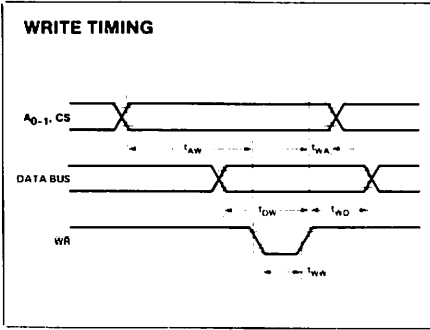 WRITE TIMING
A0-1, CS
tAW
tWA
DATA BUS
tDW
tWD
WR
tWW